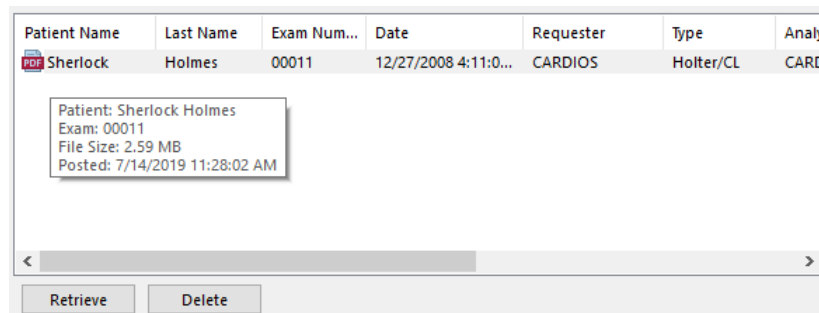 Patient Name Last Name Exam Num... Date Requester Type Analy
PDF Sherlock Holmes 00011 12/27/2008 4:11:0... CARDIOS Holter/CL CARD
Patient: Sherlock Holmes
Exam: 00011
File Size: 2.59 MB
Posted: 7/14/2019 11:28:02 AM
Retrieve Delete